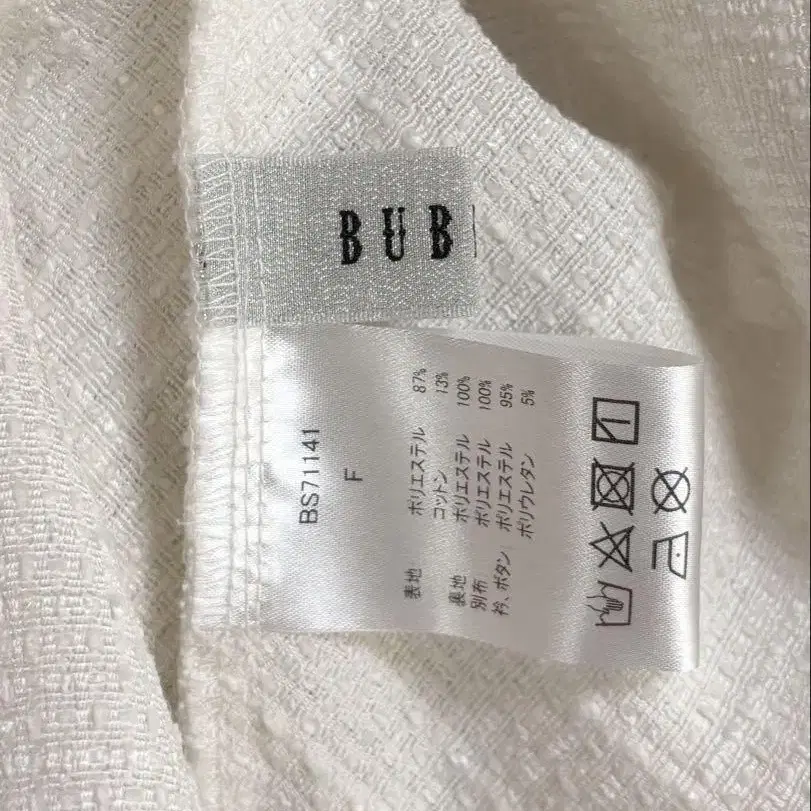 BUB
BS71141
F
表地 ポリエステル 87%
コットン 13%
裏地 ポリエステル 100%
別布 ポリエステル 100%
衿、ボタン ポリエステル 95%
ポリウレタン 5%